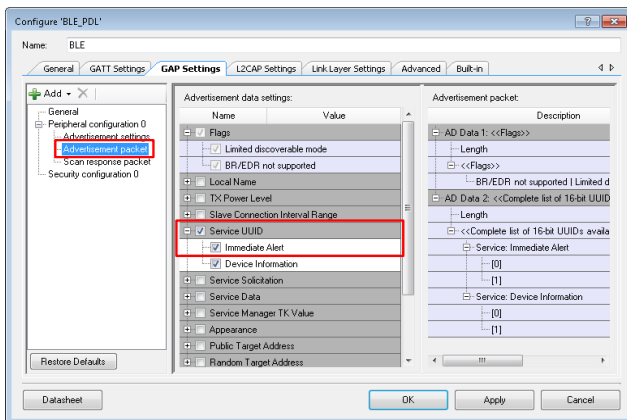 Configure 'BLE_PDL'
Name: BLE
General GATT Settings GAP Settings L2CAP Settings Link Layer Settings Advanced Built-in
Add
General
Peripheral configuration 0
Advertisement settings
Advertisement packet
Scan response packet
Security configuration 0
Restore Defaults
Advertisement data settings:
Name Value
Flags
Limited discoverable mode
BR/EDR not supported
Local Name
TX Power Level
Slave Connection Interval Range
Service UUID
Immediate Alert
Device Information
Service Solicitation
Service Data
Service Manager TK Value
Appearance
Public Target Address
Random Target Address
Advertisement packet:
Description
AD Data 1: <<Flags>>
Length
<<Flags>>
BR/EDR not supported | Limited d
AD Data 2: <<Complete list of 16-bit UUID
Length
<<Complete list of 16-bit UUIDs availa
Service: Immediate Alert
[0]
[1]
Service: Device Information
[0]
[1]
Datasheet OK Apply Cancel